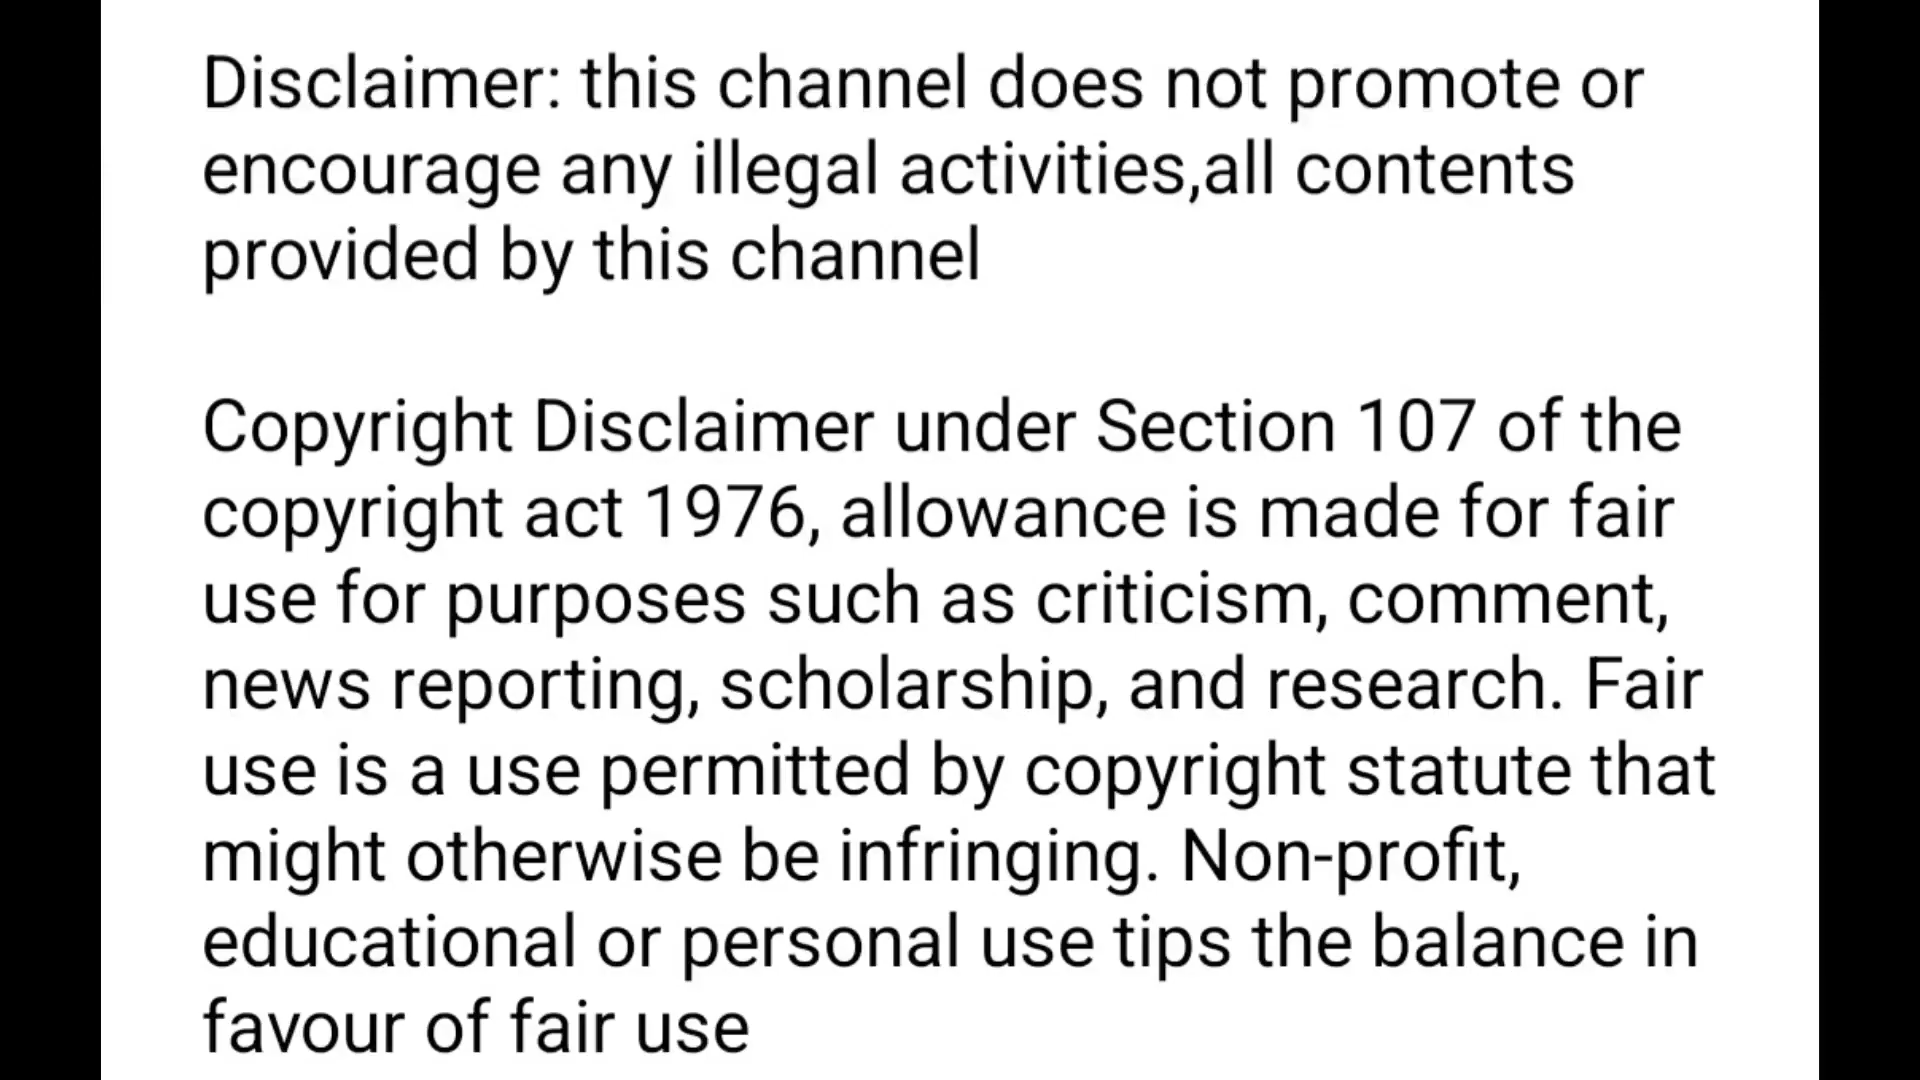 Disclaimer: this channel does not promote or
encourage any illegal activities,all contents
provided by this channel
Copyright Disclaimer under Section 107 of the
copyright act 1976, allowance is made for fair
use for purposes such as criticism, comment,
news reporting, scholarship, and research. Fair
use is a use permitted by copyright statute that
might otherwise be infringing. Non-profit,
educational or personal use tips the balance in
favour of fair use